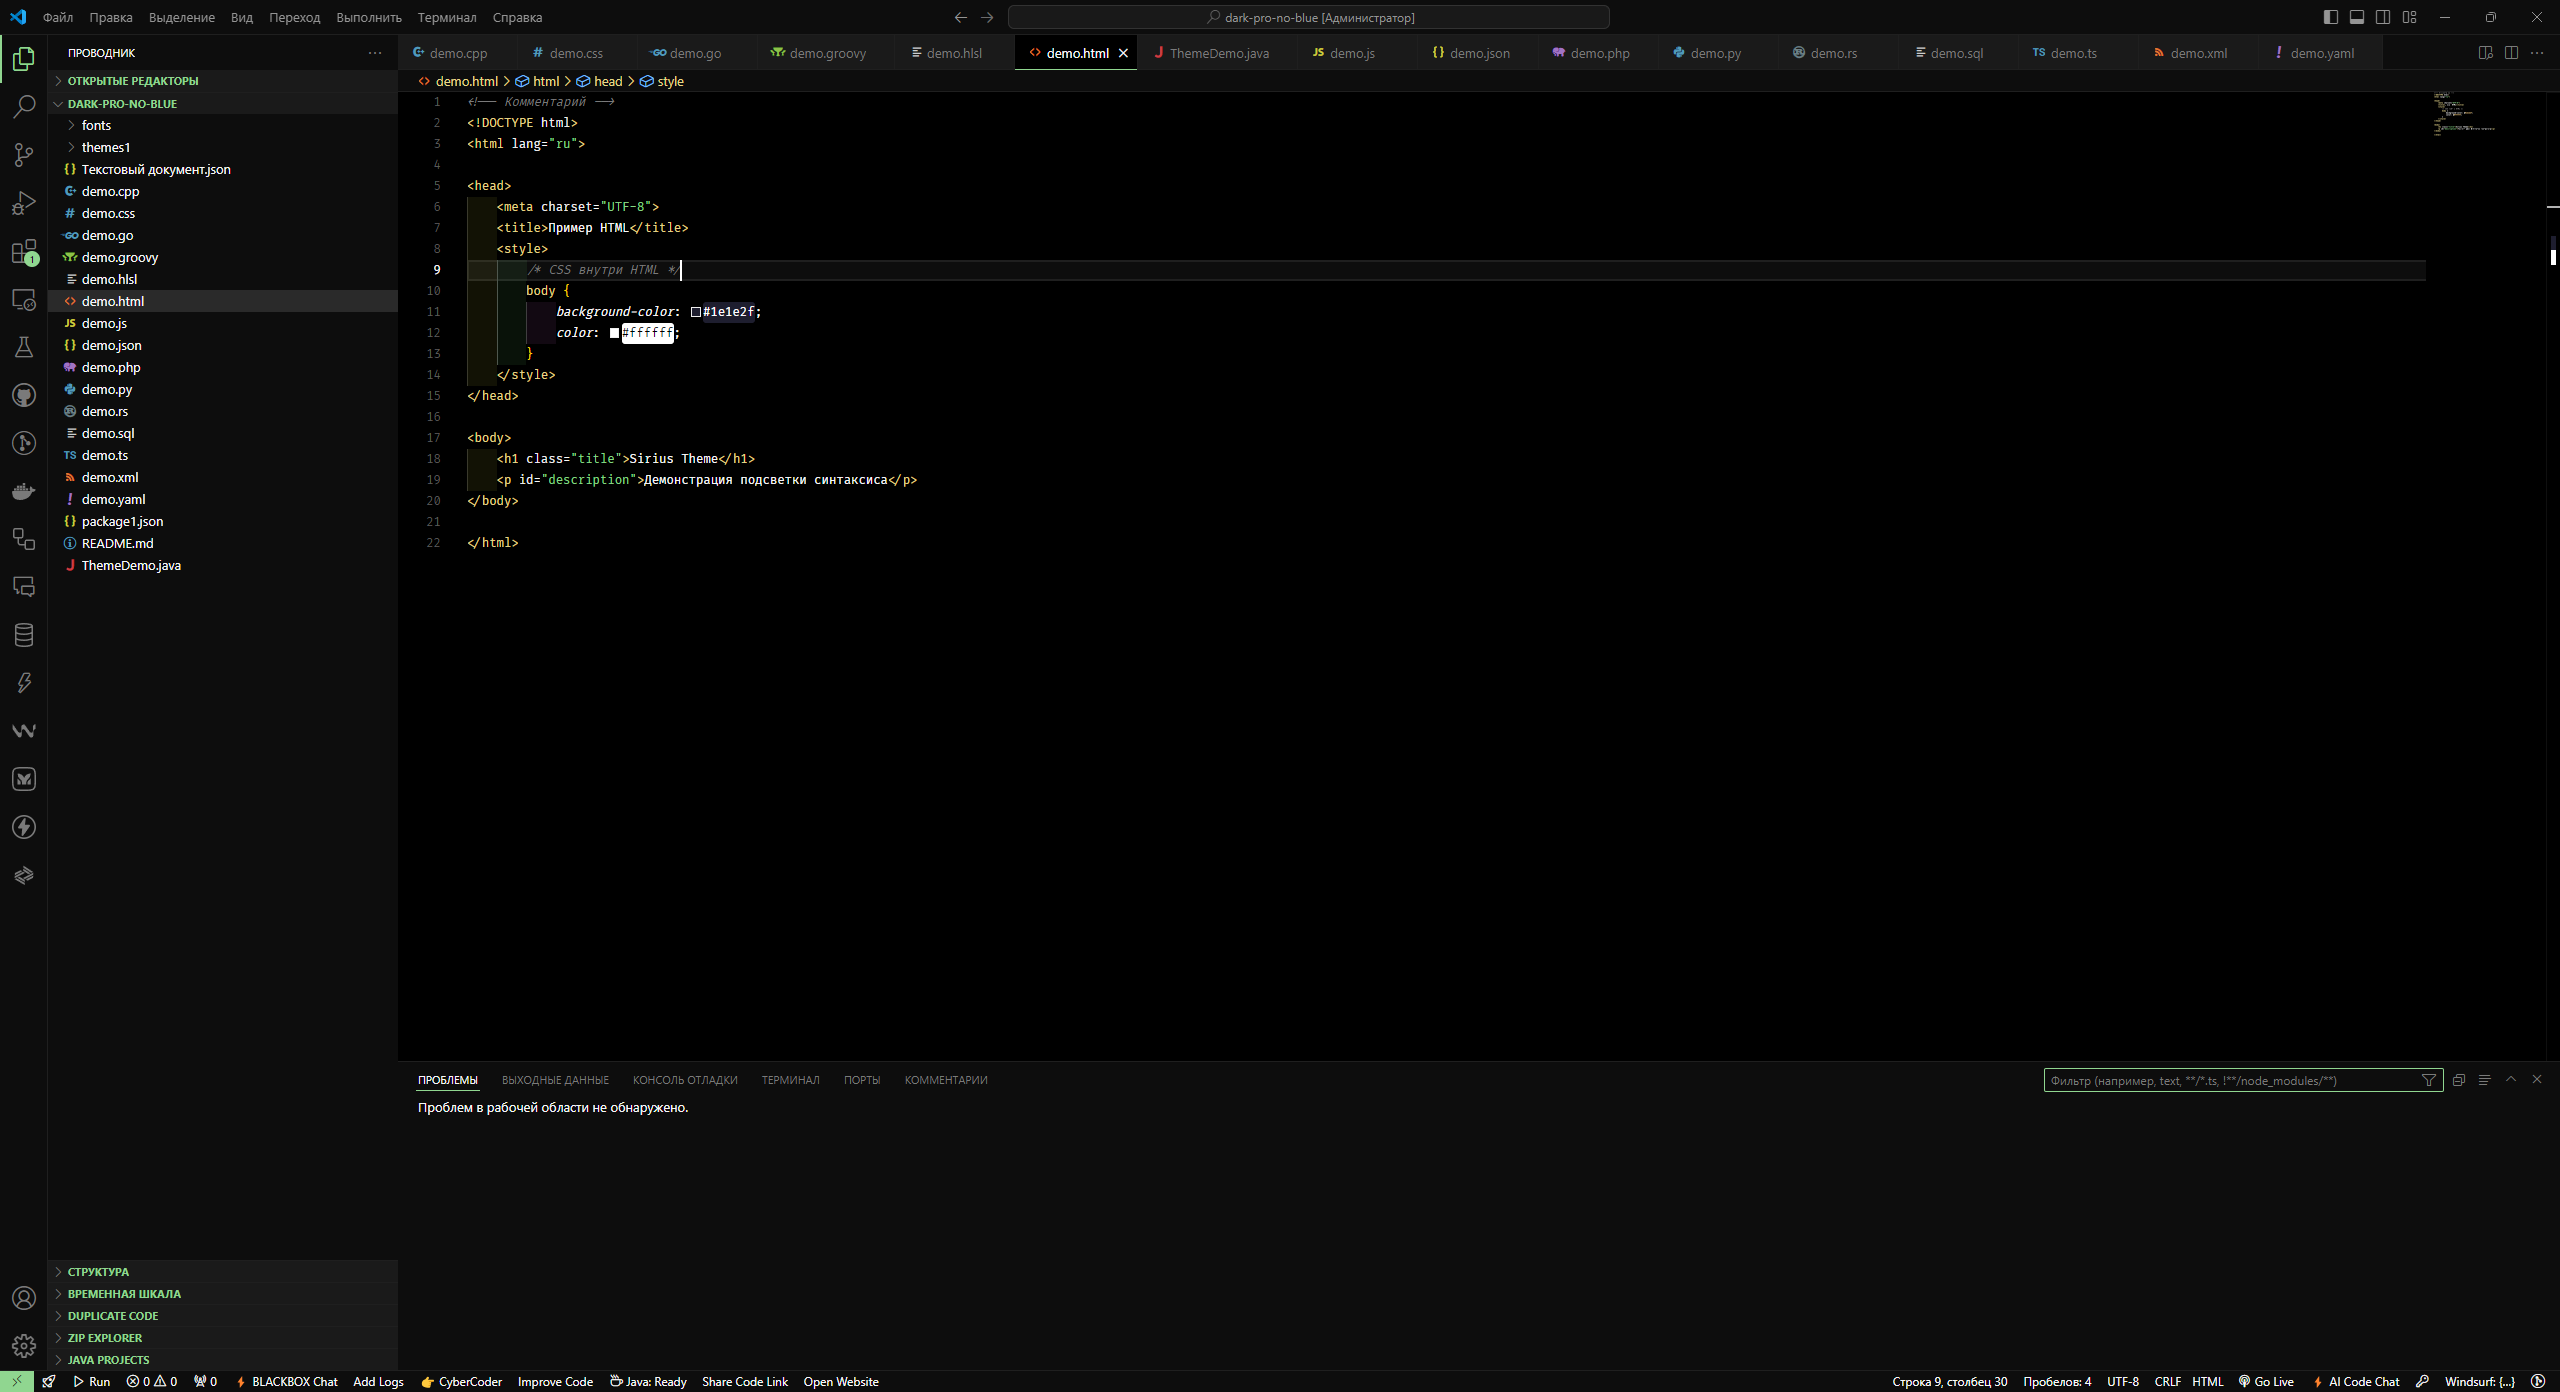 Файл Правка Выделение Вид Переход Выполнить Терминал Справка
dark-pro-no-blue [Администратор]
ПРОВОДНИК
ОТКРЫТЫЕ РЕДАКТОРЫ
DARK-PRO-NO-BLUE
fonts
themes1
Текстовый документ.json
demo.cpp
demo.css
demo.go
demo.groovy
demo.hlsl
demo.html
demo.js
demo.json
demo.php
demo.py
demo.rs
demo.sql
demo.ts
demo.xml
demo.yaml
package1.json
README.md
ThemeDemo.java
СТРУКТУРА
ВРЕМЕННАЯ ШКАЛА
DUPLICATE CODE
ZIP EXPLORER
JAVA PROJECTS
demo.cpp demo.css demo.go demo.groovy demo.hlsl demo.html ThemeDemo.java demo.js demo.json demo.php demo.py demo.rs demo.sql demo.ts demo.xml demo.yaml
demo.html > html > head > style
1 <!-- Комментарий -->
2 <!DOCTYPE html>
3 <html lang="ru">
4
5 <head>
6 <meta charset="UTF-8">
7 <title>Пример HTML</title>
8 <style>
9 /* CSS внутри HTML */
10 body {
11 background-color: #1e1e2f;
12 color: #ffffff;
13 }
14 </style>
15 </head>
16
17 <body>
18 <h1 class="title">Sirius Theme</h1>
19 <p id="description">Демонстрация подсветки синтаксиса</p>
20 </body>
21
22 </html>
ПРОБЛЕМЫ ВЫХОДНЫЕ ДАННЫЕ КОНСОЛЬ ОТЛАДКИ ТЕРМИНАЛ ПОРТЫ КОММЕНТАРИИ
Фильтр (например, text, **/*.ts, !**/node_modules/**)
Проблем в рабочей области не обнаружено.
Run 0 0 0 BLACKBOX Chat Add Logs CyberCoder Improve Code Java: Ready Share Code Link Open Website
Строка 9, столбец 30 Пробелов: 4 UTF-8 CRLF HTML Go Live AI Code Chat Windsurf: {...}